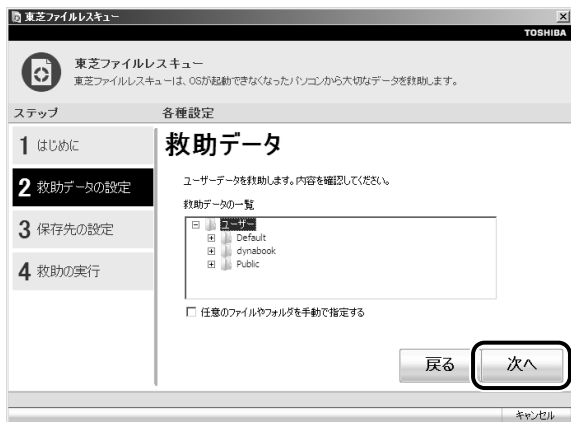 東芝ファイルレスキュー
TOSHIBA
東芝ファイルレスキュー
東芝ファイルレスキューは、OSが起動できなくなったパソコンから大切なデータを救助します。
ステップ
各種設定
1 はじめに
2 救助データの設定
3 保存先の設定
4 救助の実行
救助データ
ユーザーデータを救助します。内容を確認してください。
救助データの一覧
ユーザー
Default
dynabook
Public
任意のファイルやフォルダを手動で指定する
戻る
次へ
キャンセル